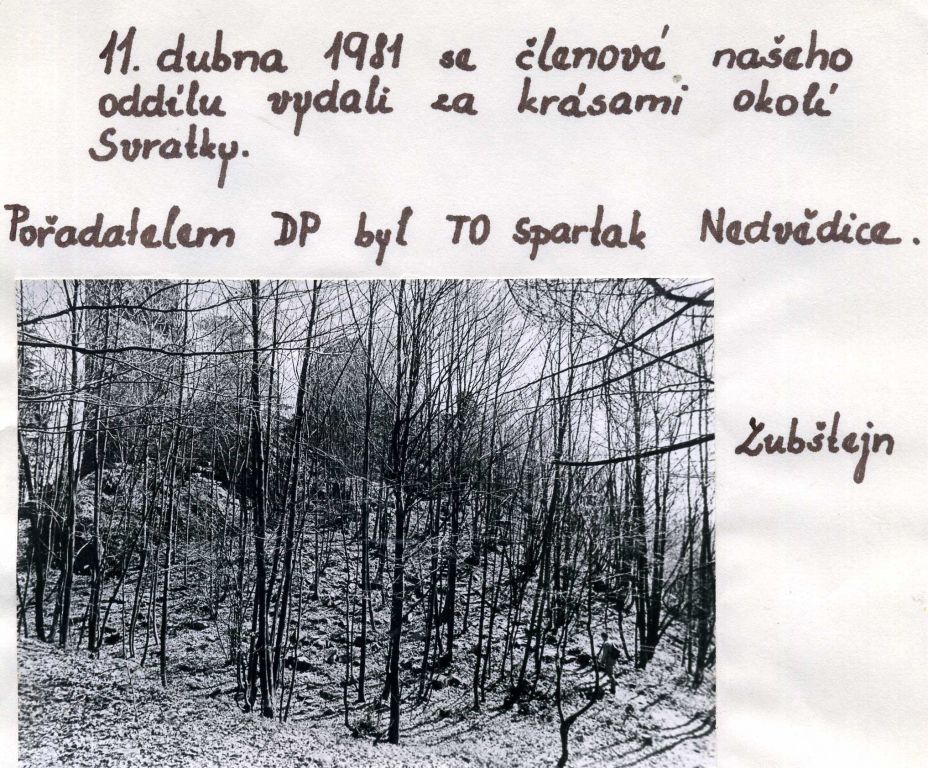 11. dubna 1981 se členové našeho
oddílu vydali za krásami okolí
Svratky.
Pořadatelem DP byl TO Spartak Nedvědice.
Zubštejn